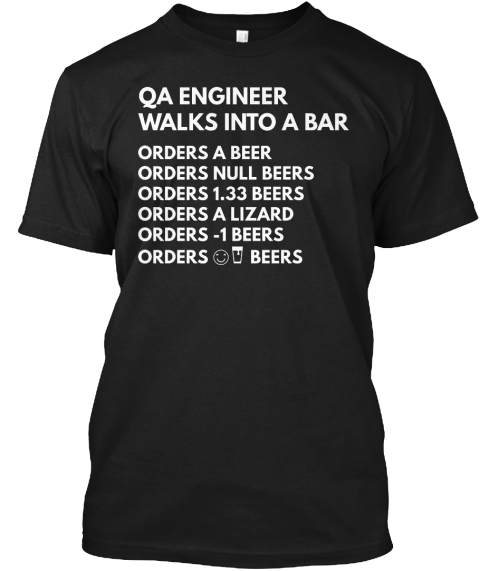 QA ENGINEER
WALKS INTO A BAR
ORDERS A BEER
ORDERS NULL BEERS
ORDERS 1.33 BEERS
ORDERS A LIZARD
ORDERS -1 BEERS
ORDERS ☺🥛 BEERS